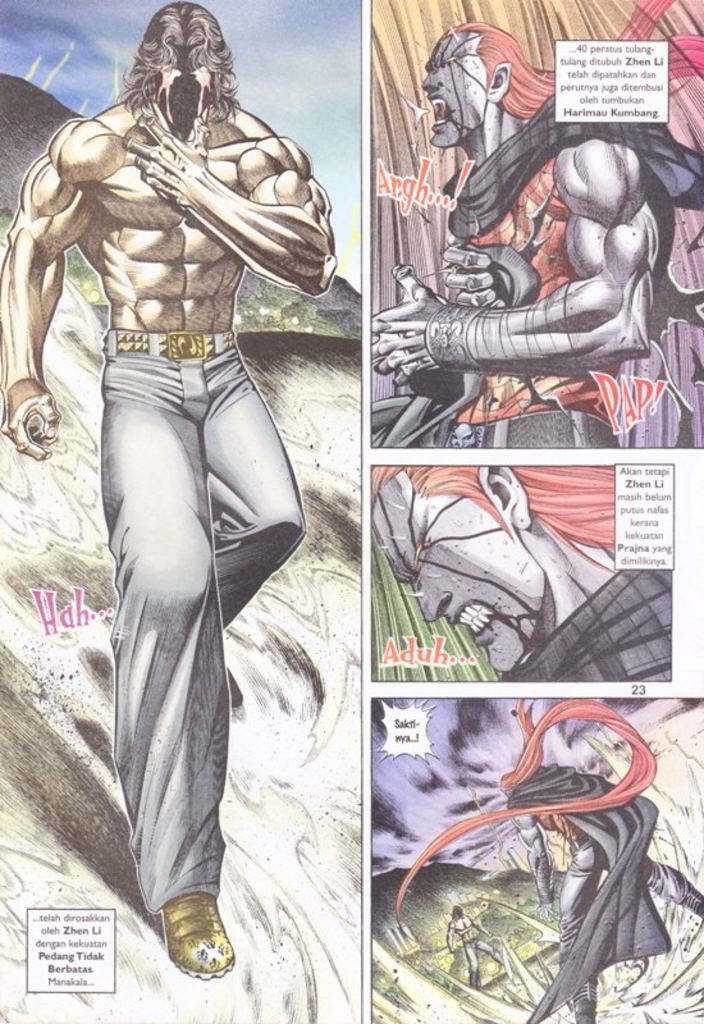 Hah...
...telah dirosakkan
oleh Zhen Li
dengan kekuatan
Pedang Tidak
Berbatas.
Manakala...
...40 peratus tulang-
tulang ditubuh Zhen Li
telah dipatahkan dan
perutnya juga ditembusi
oleh tumbukan
Harimau Kumbang.
Argh....!
PAP!
Akan tetapi
Zhen Li
masih belum
putus nafas
kerana
kekuatan
Prajna yang
dimilikinya.
Aduh...
23
Sakti-
nya..!